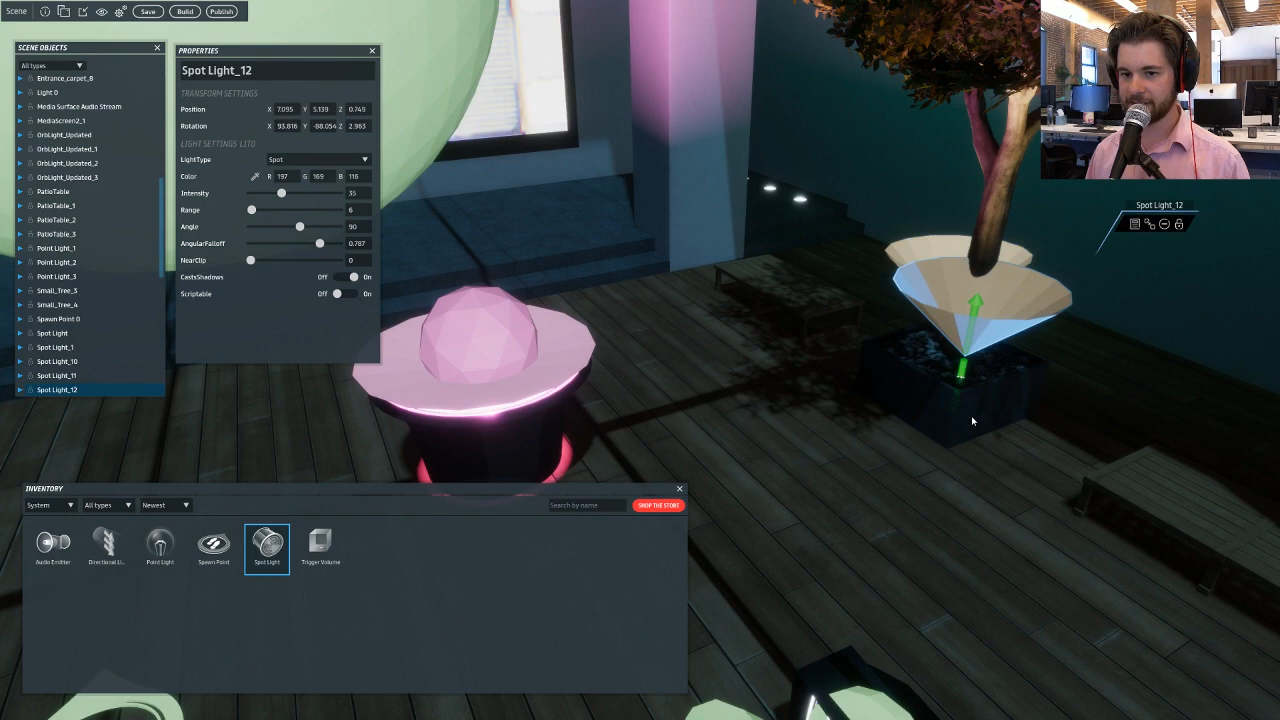 Scene Save Build Publish
SCENE OBJECTS
All types
Entrance_carpet_8
Light 0
Media Surface Audio Stream
MediaScreen2_1
OrbLight_Updated
OrbLight_Updated_1
OrbLight_Updated_2
OrbLight_Updated_3
PatioTable
PatioTable_1
PatioTable_2
PatioTable_3
Point Light_1
Point Light_2
Point Light_3
Small_Tree_3
Small_Tree_4
Spawn Point 0
Spot Light
Spot Light_1
Spot Light_10
Spot Light_11
Spot Light_12
PROPERTIES
Spot Light_12
TRANSFORM SETTINGS
Position X 7.095 Y 5.139 Z 0.749
Rotation X 93.816 Y -88.054 Z 2.963
LIGHT SETTINGS LITO
LightType Spot
Color R 197 G 169 B 116
Intensity 35
Range 6
Angle 90
AngularFalloff 0.787
NearClip 0
CastsShadows Off On
Scriptable Off On
Spot Light_12
INVENTORY
System All types Newest Search by name SHOP THE STORE
Audio Emitter Directional Li... Point Light Spawn Point Spot Light Trigger Volume